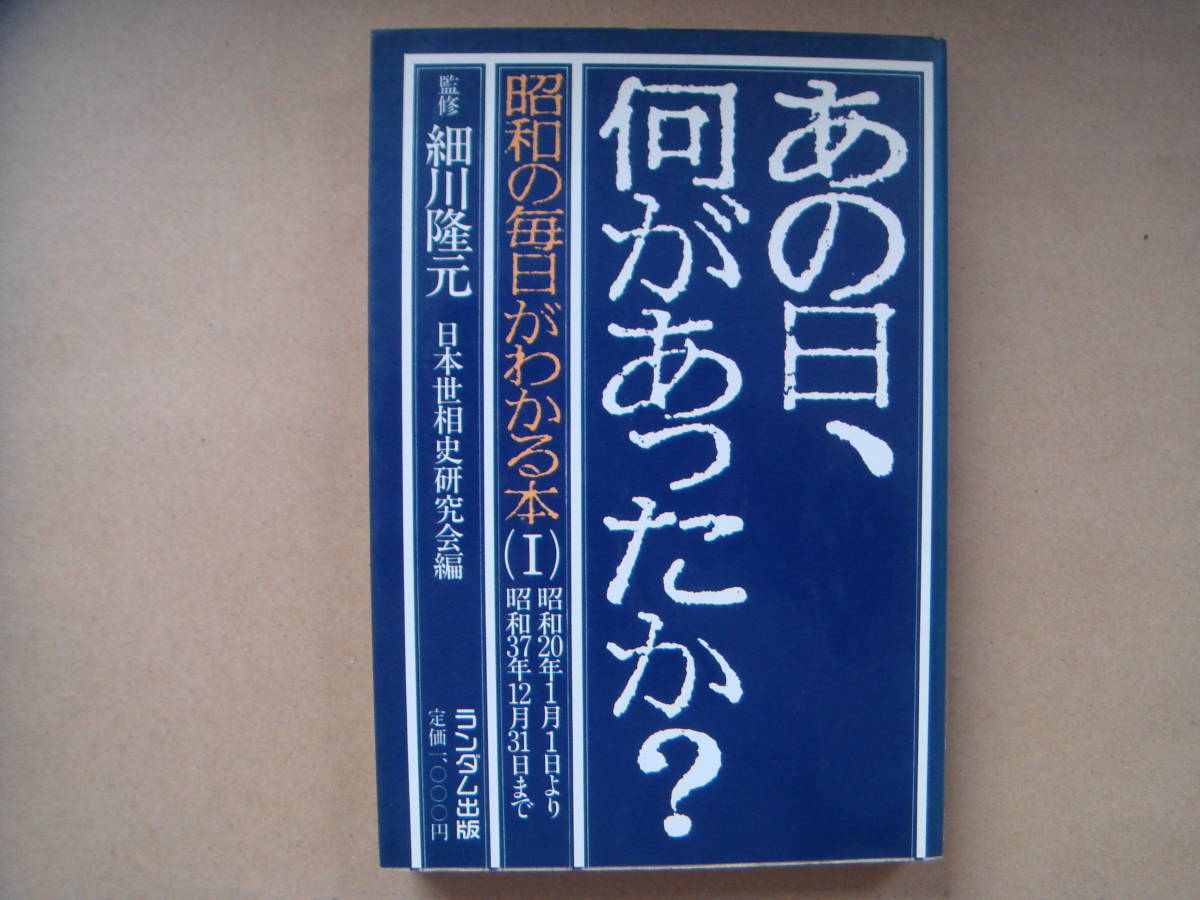 あの日、
何があったか?
昭和の毎日がわかる本(I)
昭和20年1月1日より
昭和37年12月31日まで
監修 細川隆元 日本世相史研究会編
ランダム出版
定価一、〇〇〇円